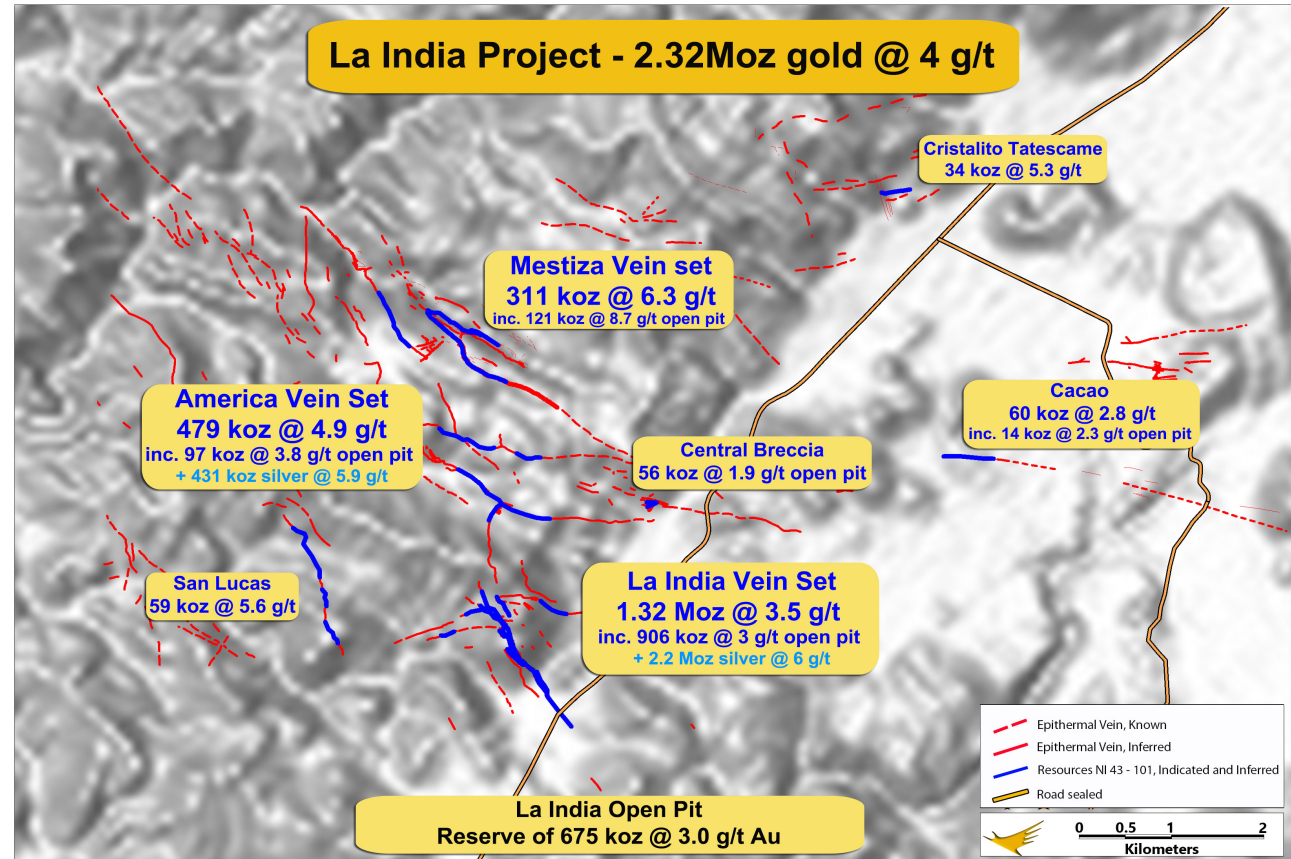 La India Project - 2.32Moz gold @ 4 g/t
Cristalito Tatescame
34 koz @ 5.3 g/t
Mestiza Vein set
311 koz @ 6.3 g/t
inc. 121 koz @ 8.7 g/t open pit
America Vein Set
479 koz @ 4.9 g/t
inc. 97 koz @ 3.8 g/t open pit
+ 431 koz silver @ 5.9 g/t
Cacao
60 koz @ 2.8 g/t
inc. 14 koz @ 2.3 g/t open pit
Central Breccia
56 koz @ 1.9 g/t open pit
San Lucas
59 koz @ 5.6 g/t
La India Vein Set
1.32 Moz @ 3.5 g/t
inc. 906 koz @ 3 g/t open pit
+ 2.2 Moz silver @ 6 g/t
La India Open Pit
Reserve of 675 koz @ 3.0 g/t Au
Epithermal Vein, Known
Epithermal Vein, Inferred
Resources NI 43 - 101, Indicated and Inferred
Road sealed
0 0.5 1 2
Kilometers